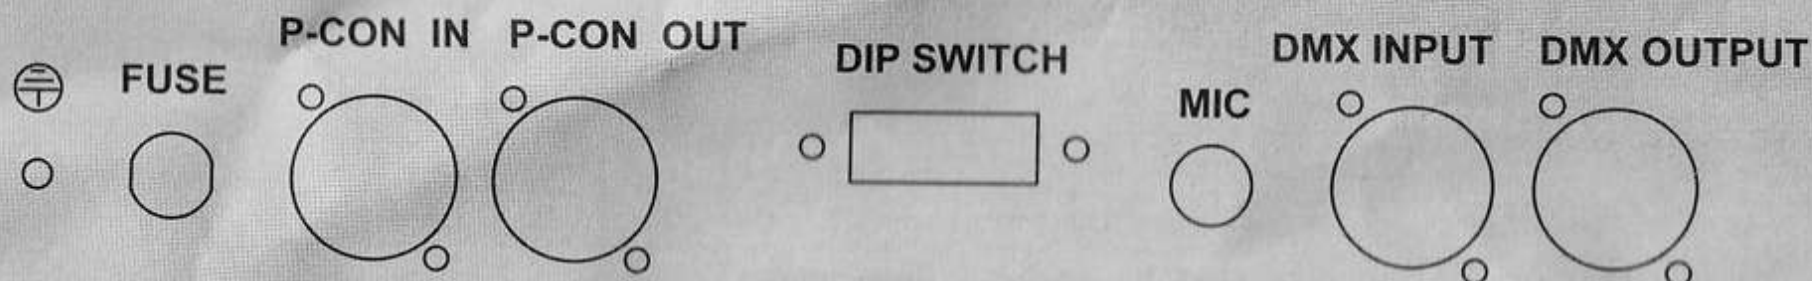 FUSE
P-CON IN
P-CON OUT
DIP SWITCH
MIC
DMX INPUT
DMX OUTPUT